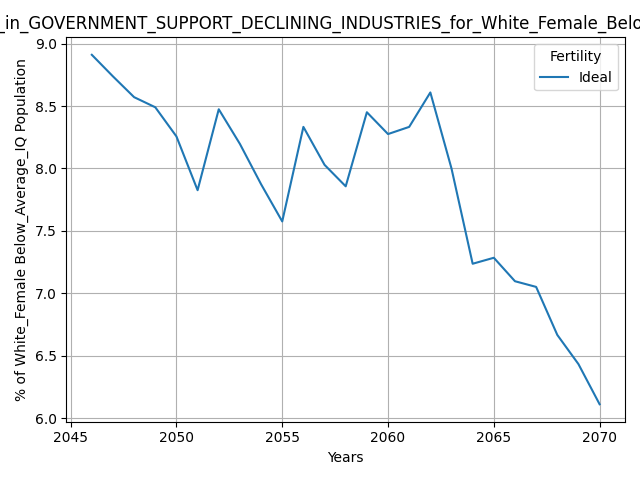 _in_GOVERNMENT_SUPPORT_DECLINING_INDUSTRIES_for_White_Female_Belo
9.0
8.5
8.0
7.5
7.0
6.5
6.0
% of White_Female Below_Average_IQ Population
Fertility
Ideal
2045
2050
2055
2060
2065
2070
Years